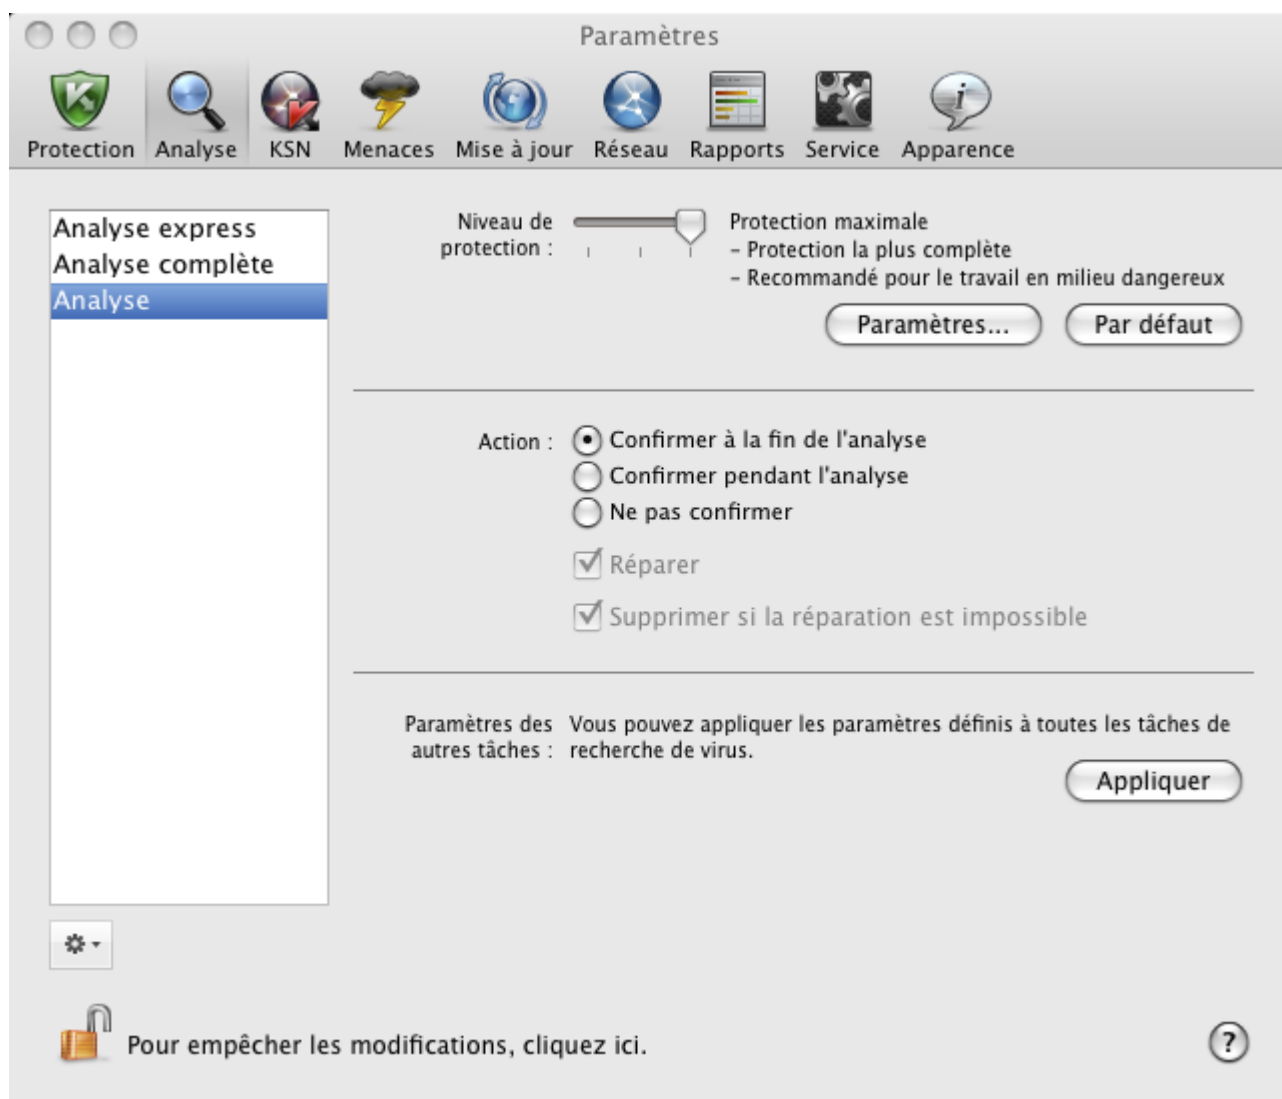 Paramètres
Protection Analyse KSN Menaces Mise à jour Réseau Rapports Service Apparence
Analyse express
Analyse complète
Analyse
Niveau de
protection :
Protection maximale
– Protection la plus complète
– Recommandé pour le travail en milieu dangereux
Paramètres... Par défaut
Action :
Confirmer à la fin de l'analyse
Confirmer pendant l'analyse
Ne pas confirmer
Réparer
Supprimer si la réparation est impossible
Paramètres des
autres tâches :
Vous pouvez appliquer les paramètres définis à toutes les tâches de
recherche de virus.
Appliquer
Pour empêcher les modifications, cliquez ici.
?